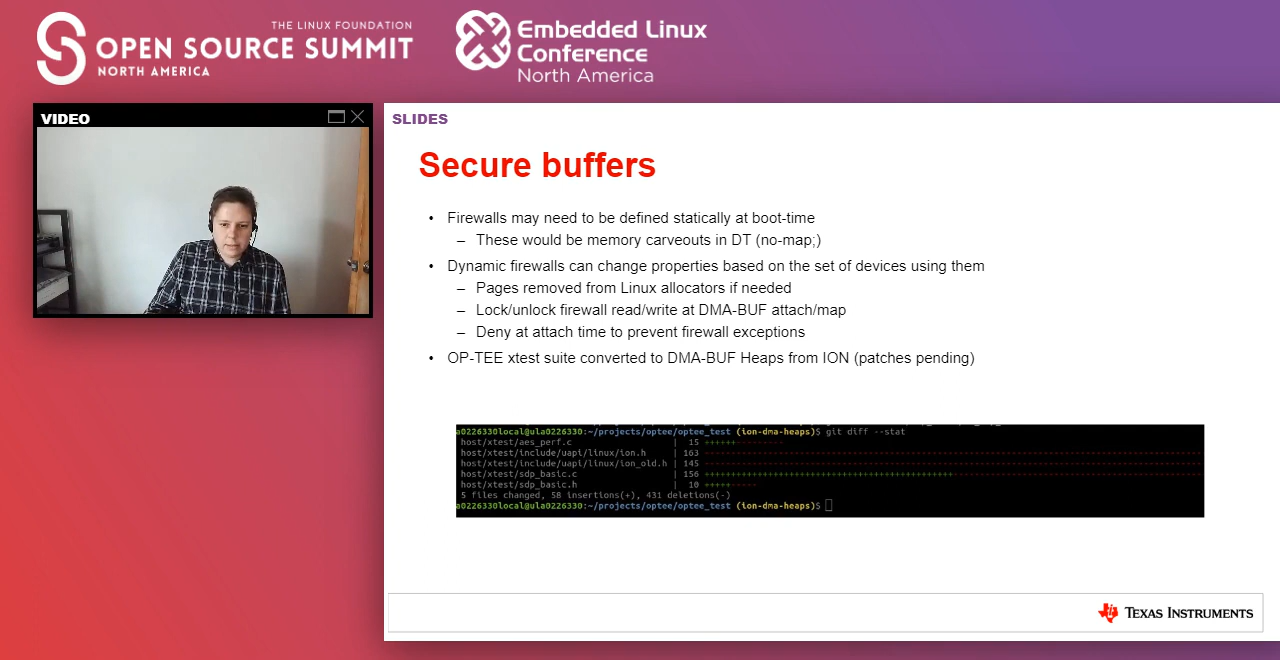 THE LINUX FOUNDATION
OPEN SOURCE SUMMIT
NORTH AMERICA
Embedded Linux
Conference
North America
VIDEO
SLIDES
Secure buffers
• Firewalls may need to be defined statically at boot-time
– These would be memory carveouts in DT (no-map;)
• Dynamic firewalls can change properties based on the set of devices using them
– Pages removed from Linux allocators if needed
– Lock/unlock firewall read/write at DMA-BUF attach/map
– Deny at attach time to prevent firewall exceptions
• OP-TEE xtest suite converted to DMA-BUF Heaps from ION (patches pending)
a0226330local@ula0226330:~/projects/optee/optee_test (ion-dma-heaps)$ git diff --stat
host/xtest/aes_perf.c | 15 ++++++---------
host/xtest/include/uapi/linux/ion.h | 163
host/xtest/include/uapi/linux/ion_old.h | 145
host/xtest/sdp_basic.c | 156
host/xtest/sdp_basic.h | 10 +++++-----
5 files changed, 58 insertions(+), 431 deletions(-)
a0226330local@ula0226330:~/projects/optee/optee_test (ion-dma-heaps)$
TEXAS INSTRUMENTS